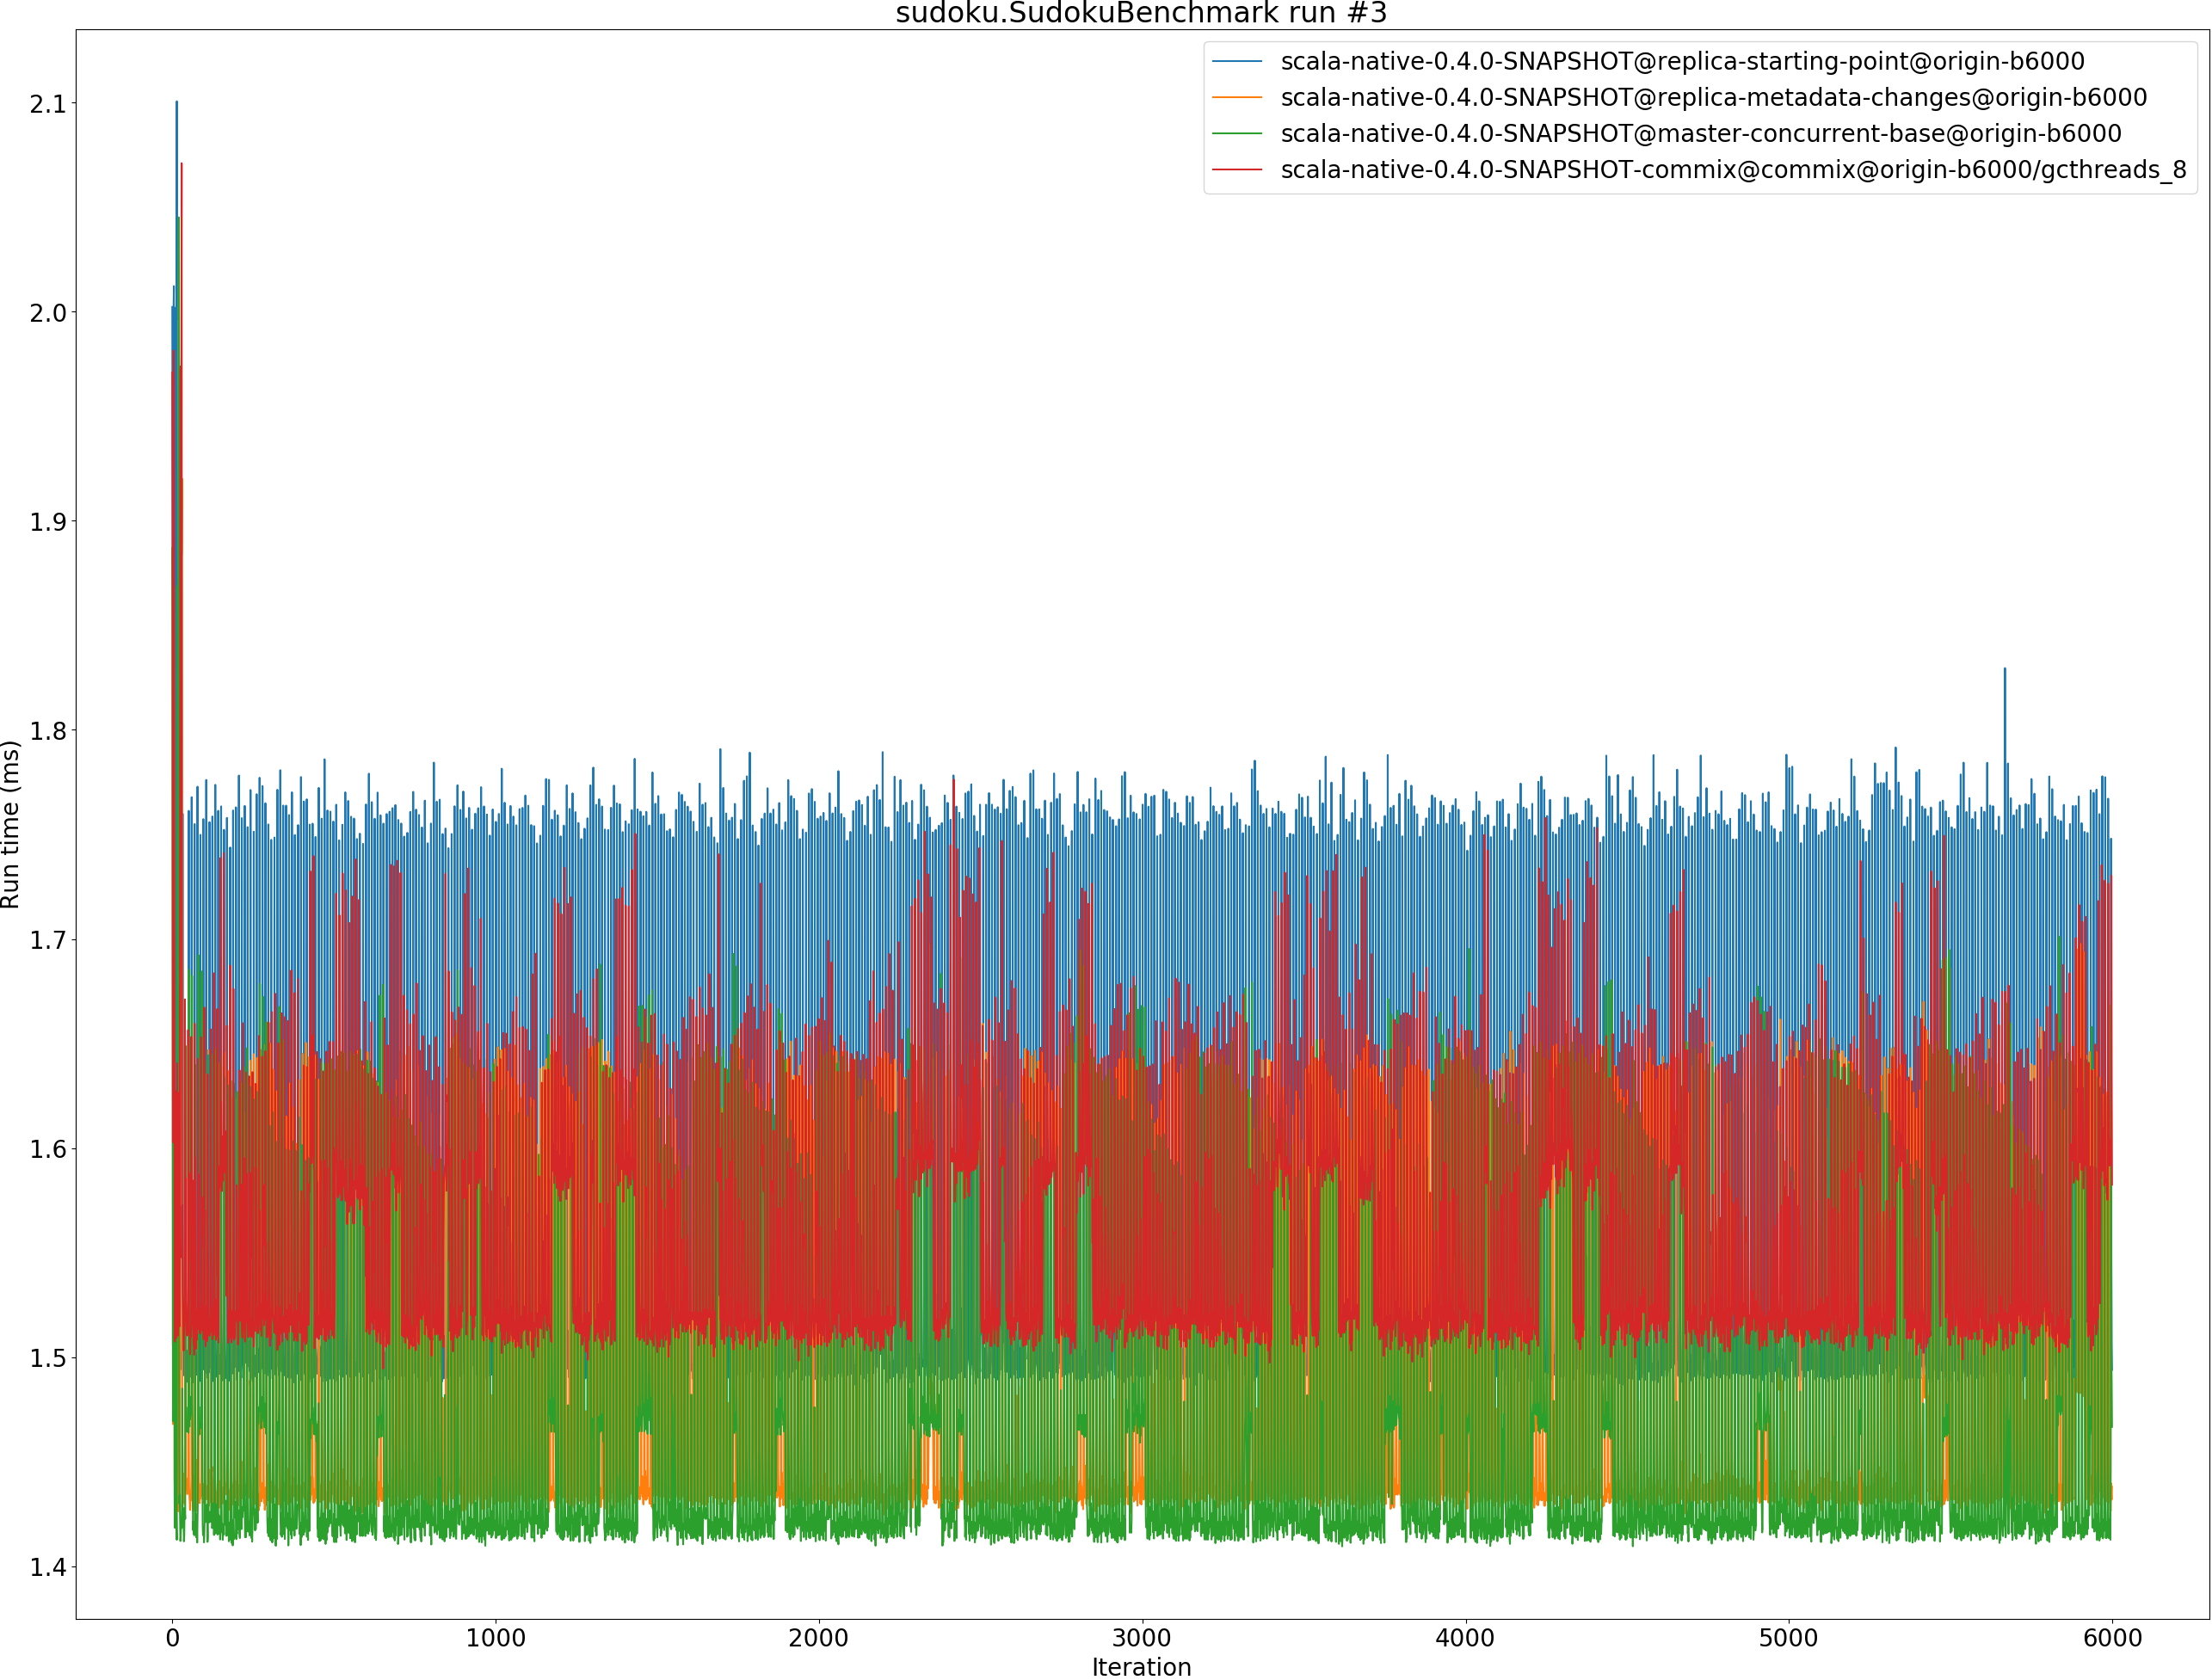 sudoku.SudokuBenchmark run #3
scala-native-0.4.0-SNAPSHOT@replica-starting-point@origin-b6000
scala-native-0.4.0-SNAPSHOT@replica-metadata-changes@origin-b6000
scala-native-0.4.0-SNAPSHOT@master-concurrent-base@origin-b6000
scala-native-0.4.0-SNAPSHOT-commix@commix@origin-b6000/gcthreads_8
2.1
2.0
1.9
1.8
1.7
1.6
1.5
1.4
Run time (ms)
0 1000 2000 3000 4000 5000 6000
Iteration